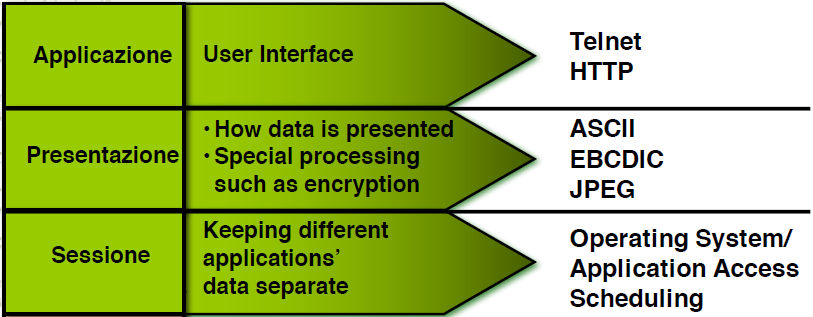 Applicazione
User Interface
Telnet
HTTP
Presentazione
• How data is presented
• Special processing
such as encryption
ASCII
EBCDIC
JPEG
Sessione
Keeping different
applications’
data separate
Operating System/
Application Access
Scheduling